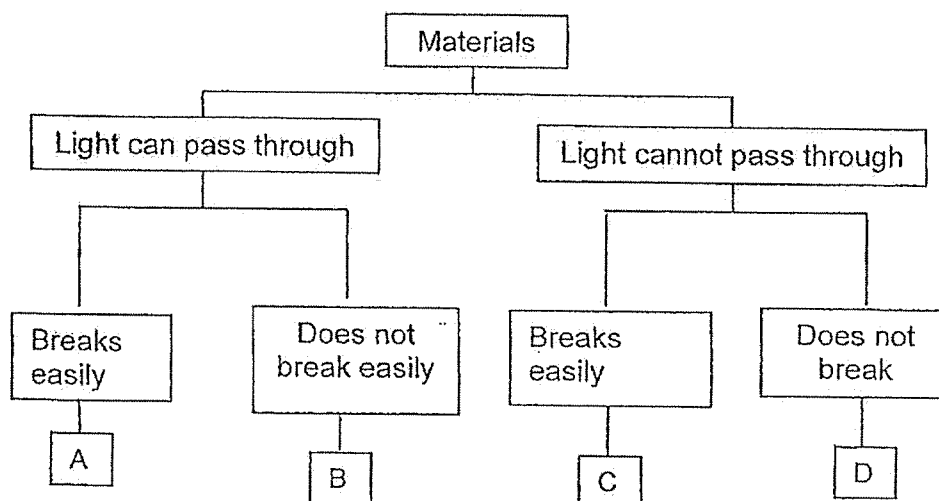 Materials
Light can pass through
Light cannot pass through
Breaks
easily
Does not
break easily
Breaks
easily
Does not
break
A
B
C
D